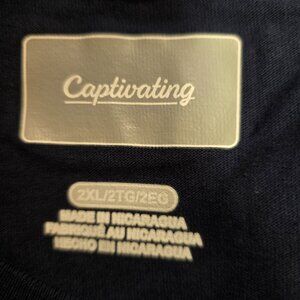 Captivating
2XL/2TG/2EG
MADE IN NICARAGUA
FABRIQUÉ AU NICARAGUA
HECHO EN NICARAGUA